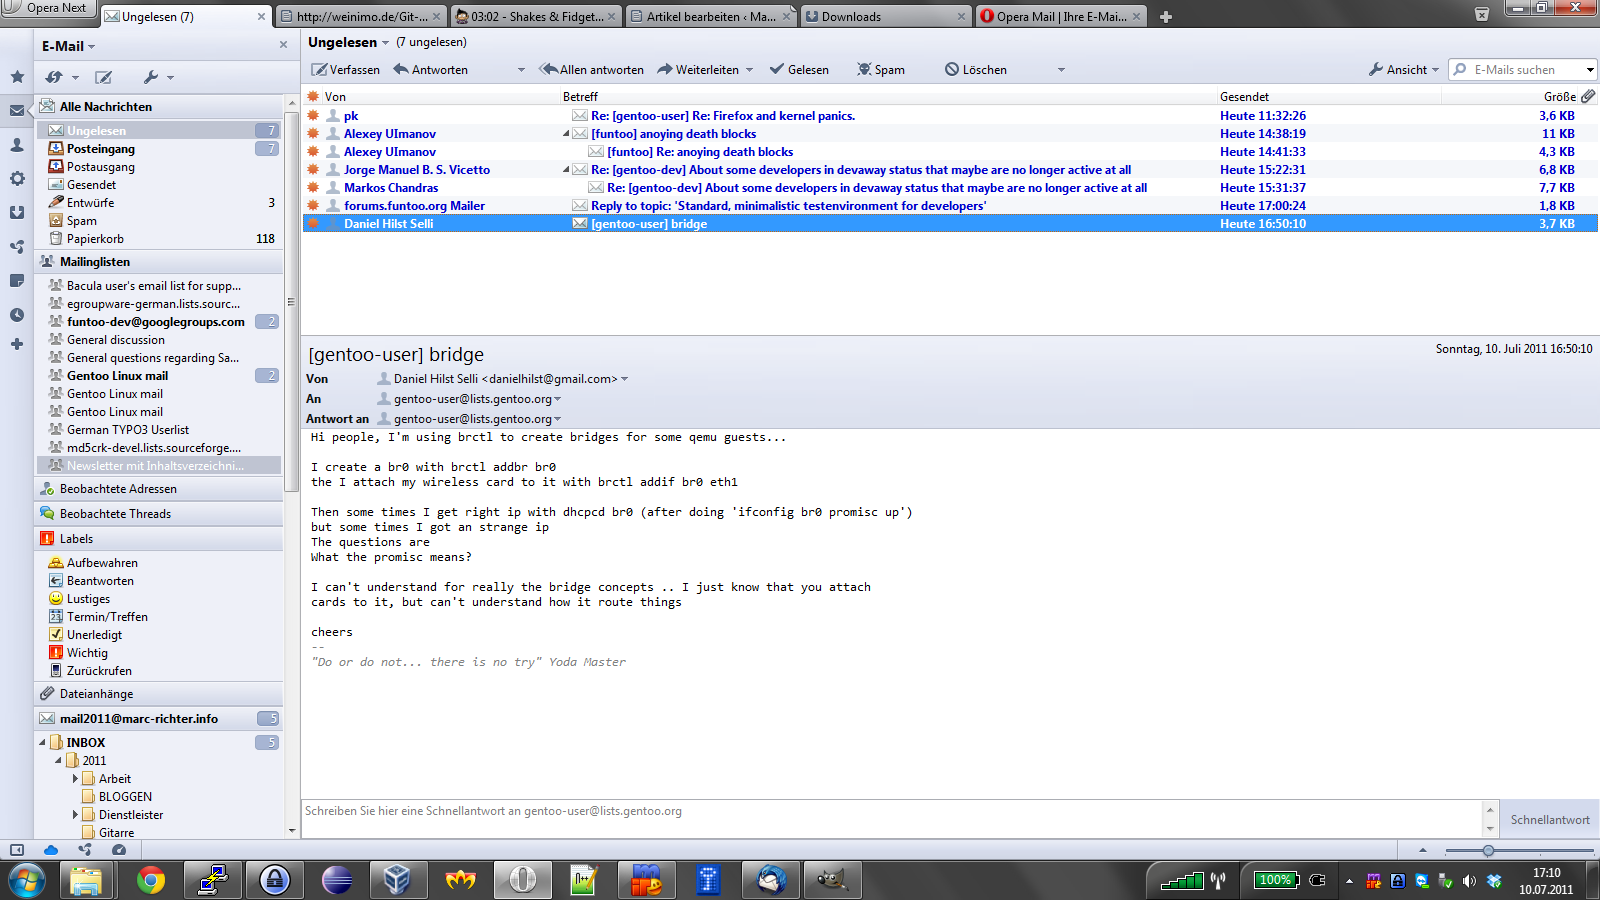 Opera Next
Ungelesen (7)
http://weinimo.de/Git-...
03:02 - Shakes & Fidget...
Artikel bearbeiten ‹ Ma...
Downloads
Opera Mail | Ihre E-Mai...
E-Mail
Ungelesen (7 ungelesen)
Verfassen Antworten Allen antworten Weiterleiten Gelesen Spam Löschen Ansicht E-Mails suchen
Von Betreff Gesendet Größe
pk Re: [gentoo-user] Re: Firefox and kernel panics. Heute 11:32:26 3,6 KB
Alexey UImanov [funtoo] anoying death blocks Heute 14:38:19 11 KB
Alexey UImanov [funtoo] Re: anoying death blocks Heute 14:41:33 4,3 KB
Jorge Manuel B. S. Vicetto Re: [gentoo-dev] About some developers in devaway status that maybe are no longer active at all Heute 15:22:31 6,8 KB
Markos Chandras Re: [gentoo-dev] About some developers in devaway status that maybe are no longer active at all Heute 15:31:37 7,7 KB
forums.funtoo.org Mailer Reply to topic: 'Standard, minimalistic testenvironment for developers' Heute 17:00:24 1,8 KB
Daniel Hilst Selli [gentoo-user] bridge Heute 16:50:10 3,7 KB
Alle Nachrichten
Ungelesen 7
Posteingang 7
Postausgang
Gesendet
Entwürfe 3
Spam
Papierkorb 118
Mailinglisten
Bacula user's email list for supp...
egroupware-german.lists.sourc...
funtoo-dev@googlegroups.com 2
General discussion
General questions regarding Sa...
Gentoo Linux mail 2
Gentoo Linux mail
Gentoo Linux mail
German TYPO3 Userlist
md5crk-devel.lists.sourceforge....
Newsletter mit Inhaltsverzeichni...
Beobachtete Adressen
Beobachtete Threads
Labels
Aufbewahren
Beantworten
Lustiges
23 Termin/Treffen
Unerledigt
Wichtig
Zurückrufen
Dateianhänge
mail2011@marc-richter.info 5
INBOX 5
2011
Arbeit
BLOGGEN
Dienstleister
Gitarre
[gentoo-user] bridge
Sonntag, 10. Juli 2011 16:50:10
Von Daniel Hilst Selli <danielhilst@gmail.com>
An gentoo-user@lists.gentoo.org
Antwort an gentoo-user@lists.gentoo.org
Hi people, I'm using brctl to create bridges for some qemu guests...
I create a br0 with brctl addbr br0
the I attach my wireless card to it with brctl addif br0 eth1
Then some times I get right ip with dhcpcd br0 (after doing 'ifconfig br0 promisc up')
but some times I got an strange ip
The questions are
What the promisc means?
I can't understand for really the bridge concepts .. I just know that you attach
cards to it, but can't understand how it route things
cheers
--
"Do or do not... there is no try" Yoda Master
Schreiben Sie hier eine Schnellantwort an gentoo-user@lists.gentoo.org
Schnellantwort
100%
17:10
10.07.2011